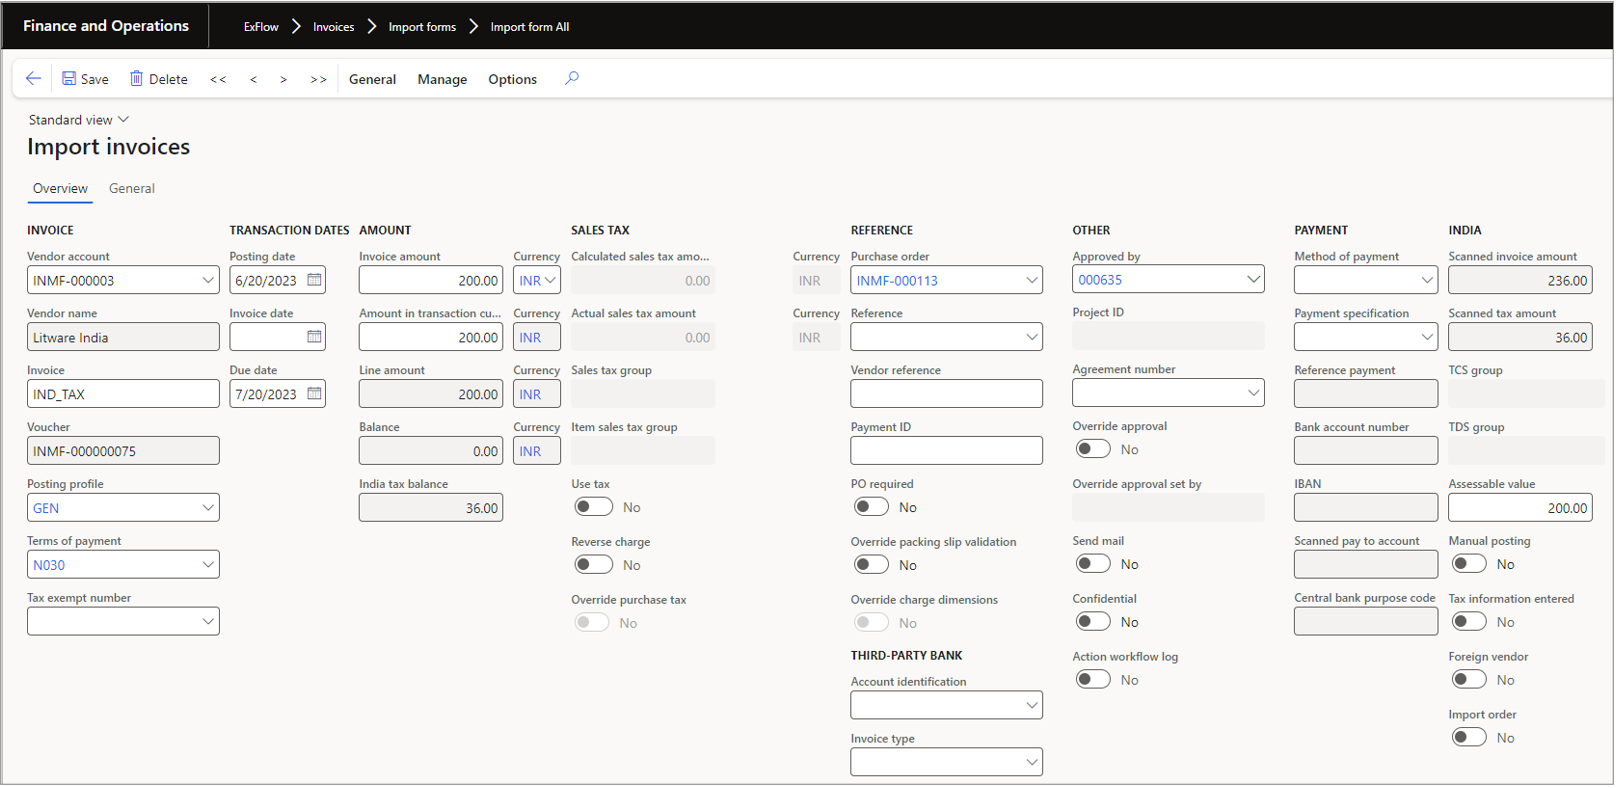 Finance and Operations
ExFlow
Invoices
Import forms
Import form All
Save
Delete
<<
<
>
>>
General
Manage
Options
Standard view
Import invoices
Overview
General
INVOICE
Vendor account
INMF-000003
Vendor name
Litware India
Invoice
IND_TAX
Voucher
INMF-000000075
Posting profile
GEN
Terms of payment
N030
Tax exempt number
TRANSACTION DATES
Posting date
6/20/2023
Invoice date
Due date
7/20/2023
AMOUNT
Invoice amount
200.00
Currency
INR
Amount in transaction cu...
200.00
Currency
INR
Line amount
200.00
Currency
INR
Balance
0.00
Currency
INR
India tax balance
36.00
SALES TAX
Calculated sales tax amo...
0.00
Currency
INR
Actual sales tax amount
0.00
Currency
INR
Sales tax group
Item sales tax group
Use tax
No
Reverse charge
No
Override purchase tax
No
REFERENCE
Purchase order
INMF-000113
Reference
Vendor reference
Payment ID
PO required
No
Override packing slip validation
No
Override charge dimensions
No
THIRD-PARTY BANK
Account identification
Invoice type
OTHER
Approved by
000635
Project ID
Agreement number
Override approval
No
Override approval set by
Send mail
No
Confidential
No
Action workflow log
No
PAYMENT
Method of payment
Payment specification
Reference payment
Bank account number
IBAN
Scanned pay to account
Central bank purpose code
INDIA
Scanned invoice amount
236.00
Scanned tax amount
36.00
TCS group
TDS group
Assessable value
200.00
Manual posting
No
Tax information entered
No
Foreign vendor
No
Import order
No